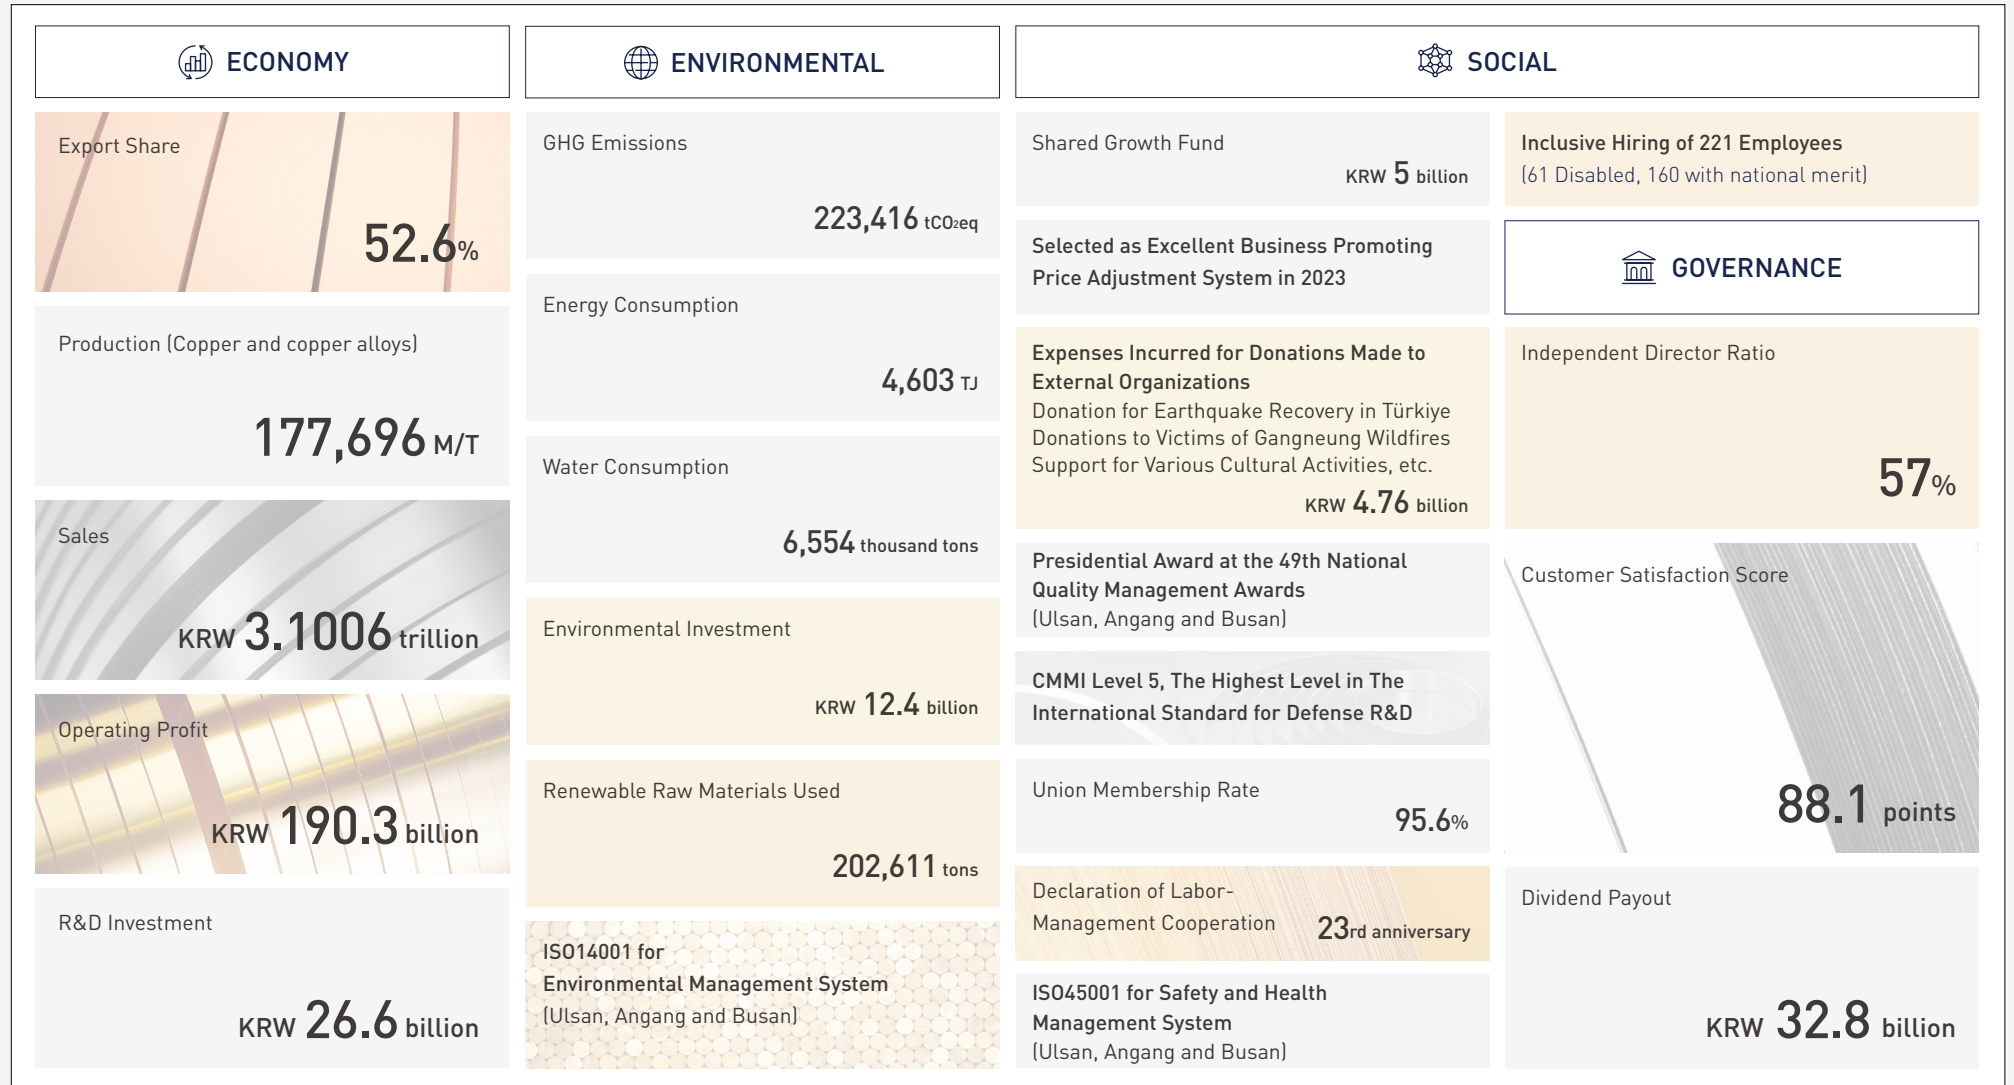 ECONOMY
Export Share
52.6%
Production (Copper and copper alloys)
177,696 M/T
Sales
KRW 3.1006 trillion
Operating Profit
KRW 190.3 billion
R&D Investment
KRW 26.6 billion
ENVIRONMENTAL
GHG Emissions
223,416 tCO₂eq
Energy Consumption
4,603 TJ
Water Consumption
6,554 thousand tons
Environmental Investment
KRW 12.4 billion
Renewable Raw Materials Used
202,611 tons
ISO14001 for
Environmental Management System
(Ulsan, Angang and Busan)
SOCIAL
Shared Growth Fund
KRW 5 billion
Selected as Excellent Business Promoting
Price Adjustment System in 2023
Expenses Incurred for Donations Made to
External Organizations
Donation for Earthquake Recovery in Türkiye
Donations to Victims of Gangneung Wildfires
Support for Various Cultural Activities, etc.
KRW 4.76 billion
Presidential Award at the 49th National
Quality Management Awards
(Ulsan, Angang and Busan)
CMMI Level 5, The Highest Level in The
International Standard for Defense R&D
Union Membership Rate
95.6%
Declaration of Labor-
Management Cooperation 23rd anniversary
ISO45001 for Safety and Health
Management System
(Ulsan, Angang and Busan)
Inclusive Hiring of 221 Employees
(61 Disabled, 160 with national merit)
GOVERNANCE
Independent Director Ratio
57%
Customer Satisfaction Score
88.1 points
Dividend Payout
KRW 32.8 billion